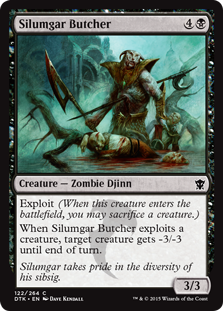 Silumgar Butcher 4
Creature — Zombie Djinn
Exploit (When this creature enters the
battlefield, you may sacrifice a creature.)
When Silumgar Butcher exploits a
creature, target creature gets -3/-3
until end of turn.
Silumgar takes pride in the diversity of
his sibsig.
3/3
122/264 C
DTK • EN Dave Kendall
™ & © 2015 Wizards of the Coast